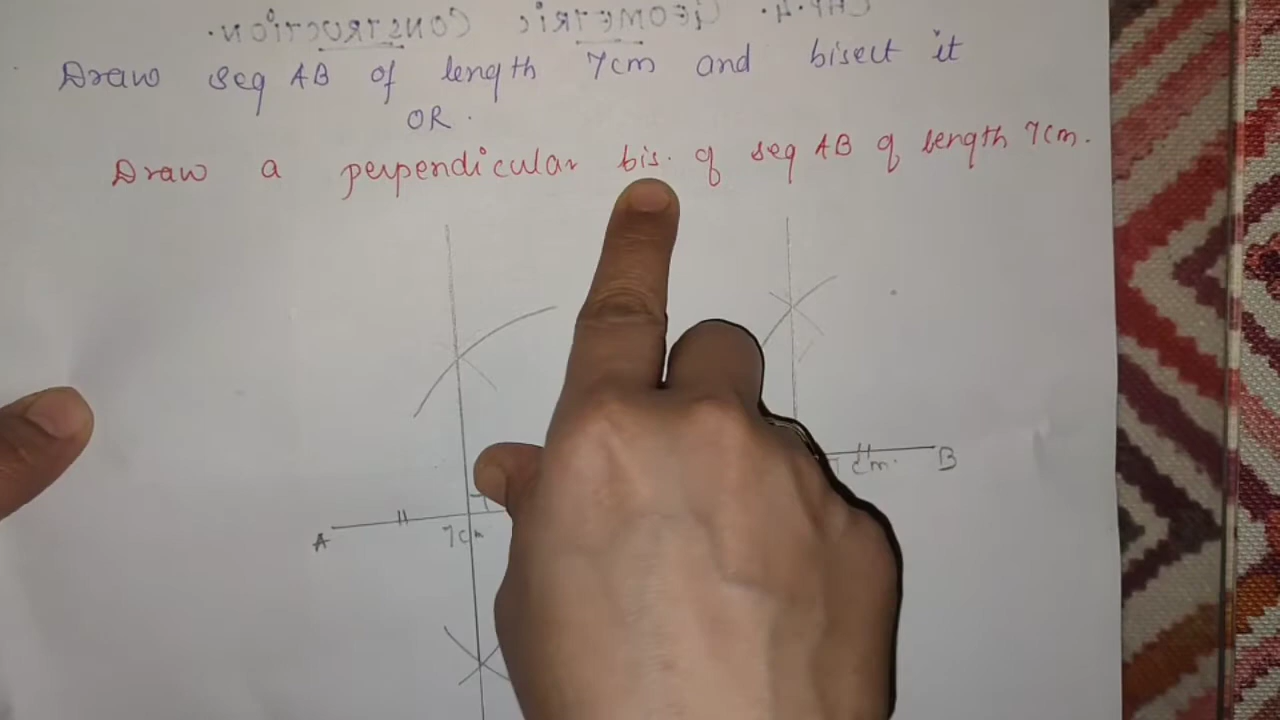 CHP.4. GEOMETRIC CONSTRUCTION.
Draw seg AB of length 7cm and bisect it
OR.
Draw a perpendicular bis. of seg AB of length 7cm.
7cm. B
A 7cm